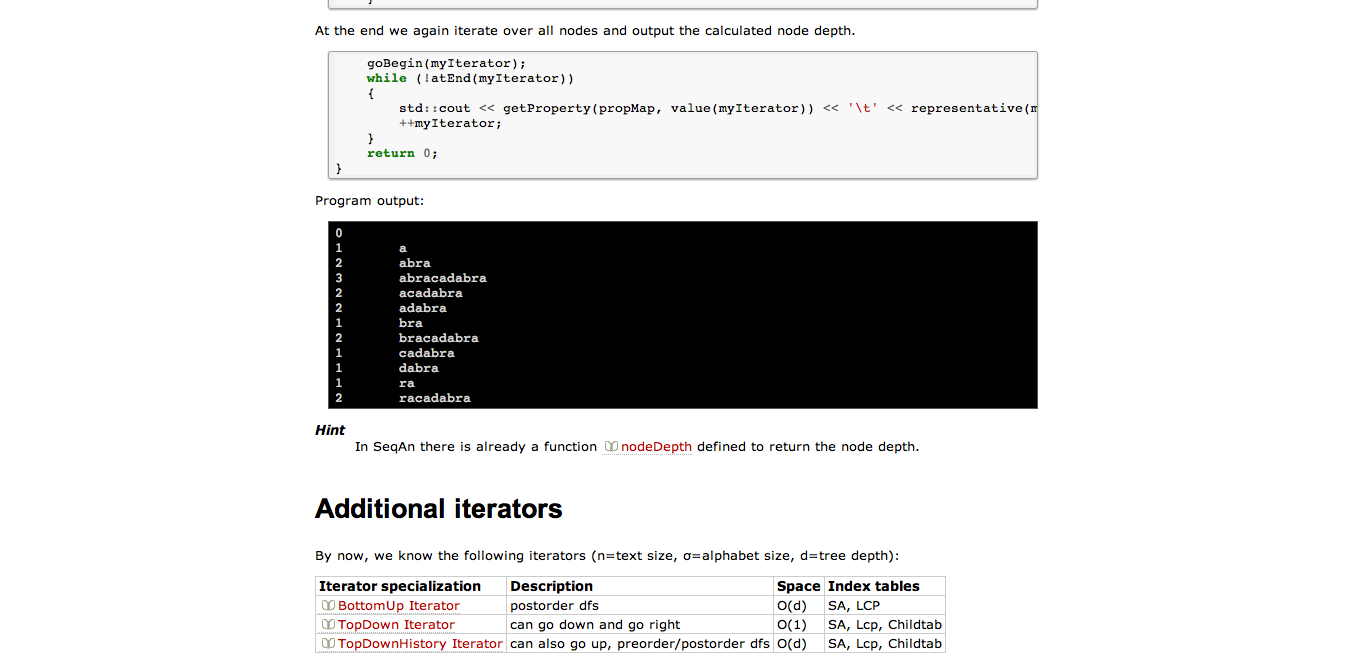 }
At the end we again iterate over all nodes and output the calculated node depth.
goBegin(myIterator);
while (!atEnd(myIterator))
{
std::cout << getProperty(propMap, value(myIterator)) << '\t' << representative(m
++myIterator;
}
return 0;
}
Program output:
0
1 a
2 abra
3 abracadabra
2 acadabra
2 adabra
1 bra
2 bracadabra
1 cadabra
1 dabra
1 ra
2 racadabra
Hint
In SeqAn there is already a function nodeDepth defined to return the node depth.
Additional iterators
By now, we know the following iterators (n=text size, σ=alphabet size, d=tree depth):
Iterator specialization Description Space Index tables
BottomUp Iterator postorder dfs O(d) SA, LCP
TopDown Iterator can go down and go right O(1) SA, Lcp, Childtab
TopDownHistory Iterator can also go up, preorder/postorder dfs O(d) SA, Lcp, Childtab